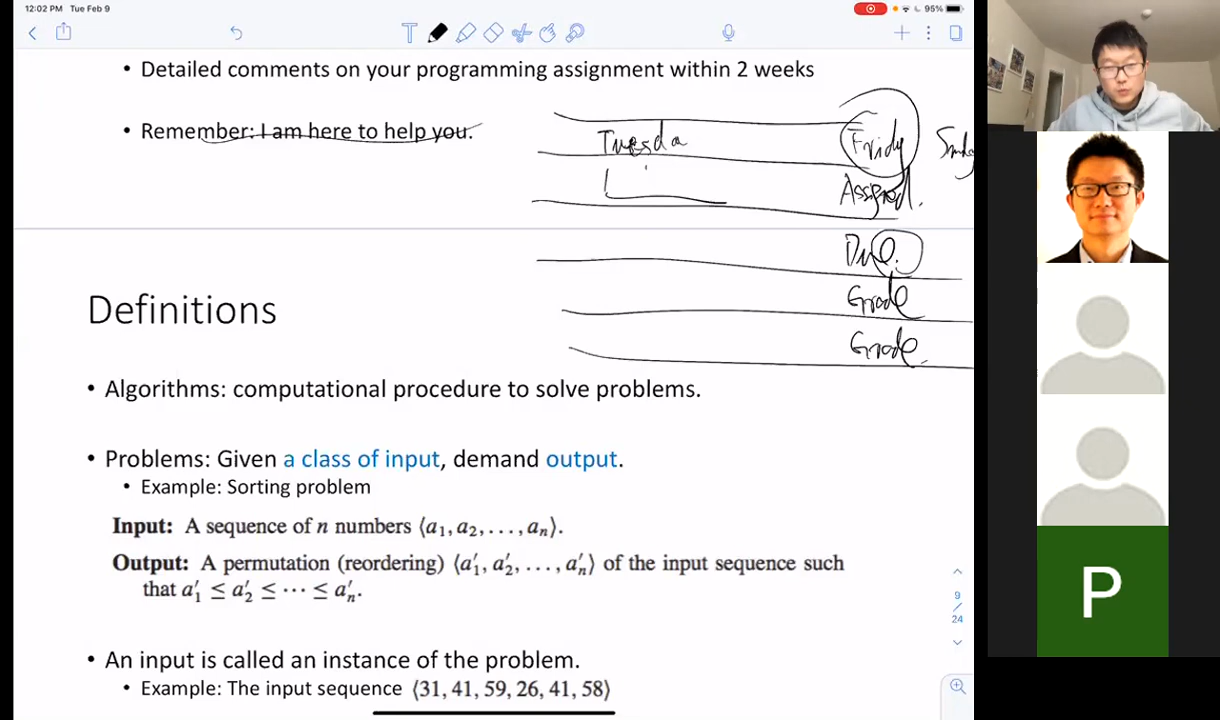 12:02 PM Tue Feb 9
95%
• Detailed comments on your programming assignment within 2 weeks
• Remember: I am here to help you.
Tuesda
Fridy
Assigned.
Due.
Grade
Grade.
Definitions
• Algorithms: computational procedure to solve problems.
• Problems: Given a class of input, demand output.
• Example: Sorting problem
Input: A sequence of n numbers ⟨a₁, a₂, . . . , aₙ⟩.
Output: A permutation (reordering) ⟨a′₁, a′₂, . . . , a′ₙ⟩ of the input sequence such
that a′₁ ≤ a′₂ ≤ · · · ≤ a′ₙ.
9
/
24
• An input is called an instance of the problem.
• Example: The input sequence ⟨31, 41, 59, 26, 41, 58⟩
P